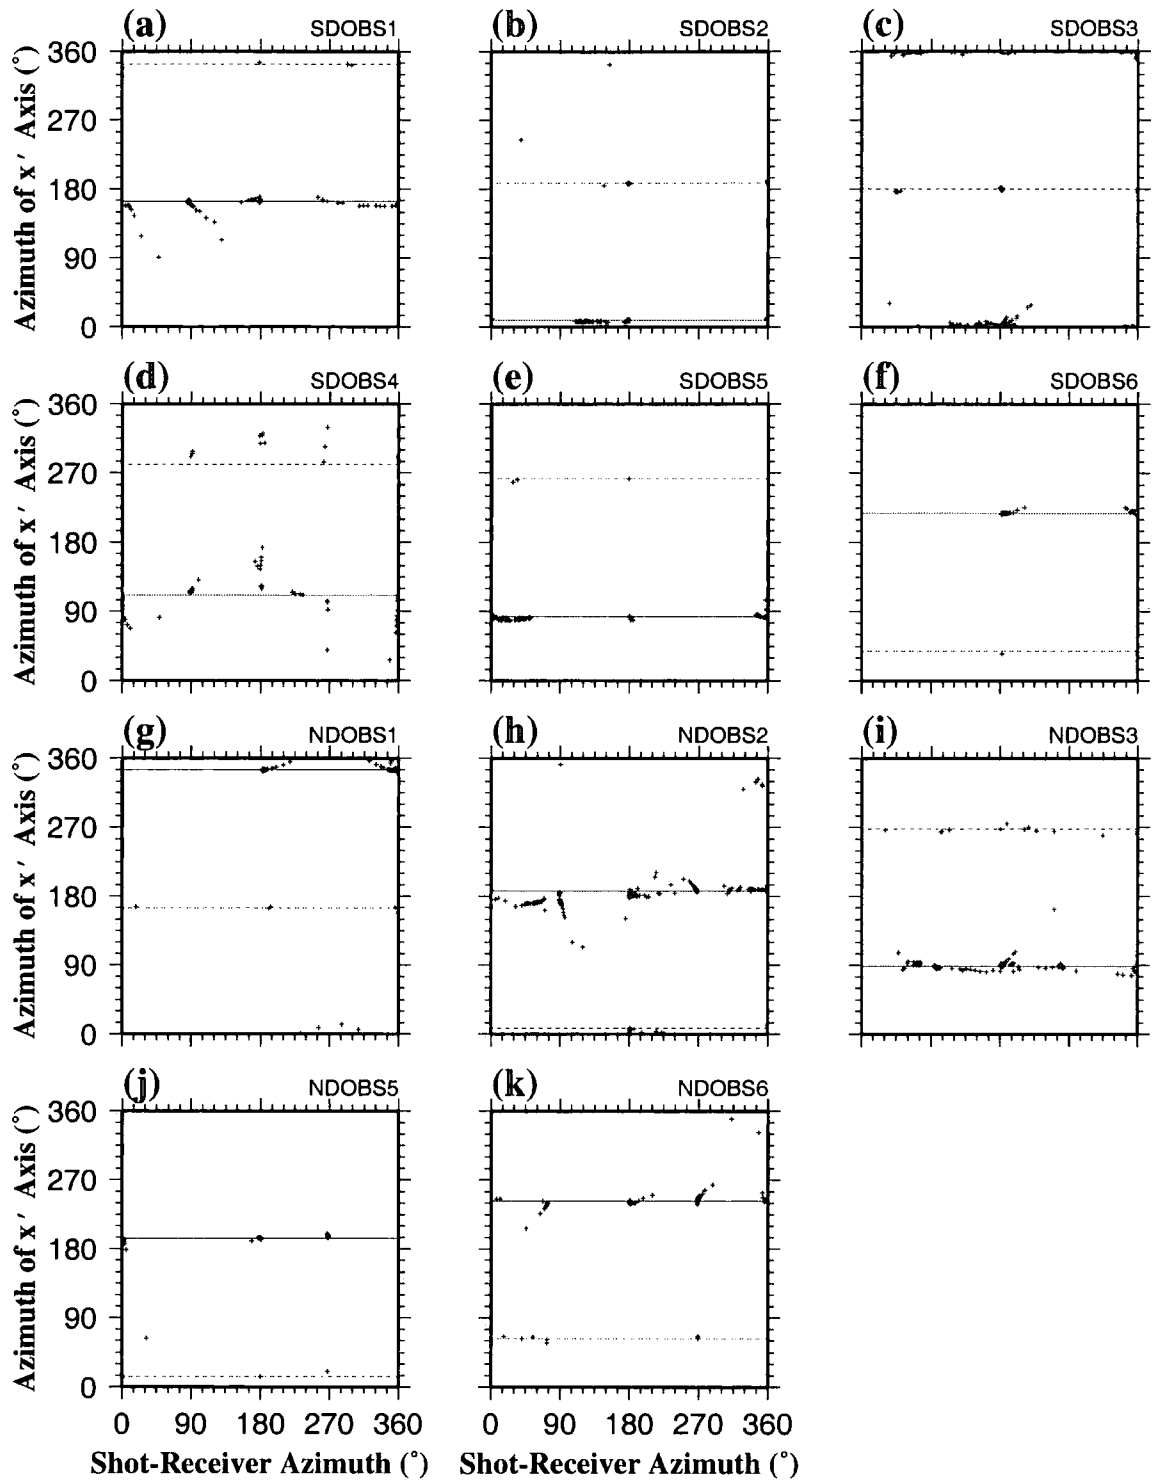 (a) SDOBS1 (b) SDOBS2 (c) SDOBS3
360
270
180
90
0
Azimuth of x′ Axis (°)
(d) SDOBS4 (e) SDOBS5 (f) SDOBS6
360
270
180
90
0
Azimuth of x′ Axis (°)
(g) NDOBS1 (h) NDOBS2 (i) NDOBS3
360
270
180
90
0
Azimuth of x′ Axis (°)
(j) NDOBS5 (k) NDOBS6
360
270
180
90
0
Azimuth of x′ Axis (°)
0 90 180 270 360 0 90 180 270 360
Shot-Receiver Azimuth (°) Shot-Receiver Azimuth (°)